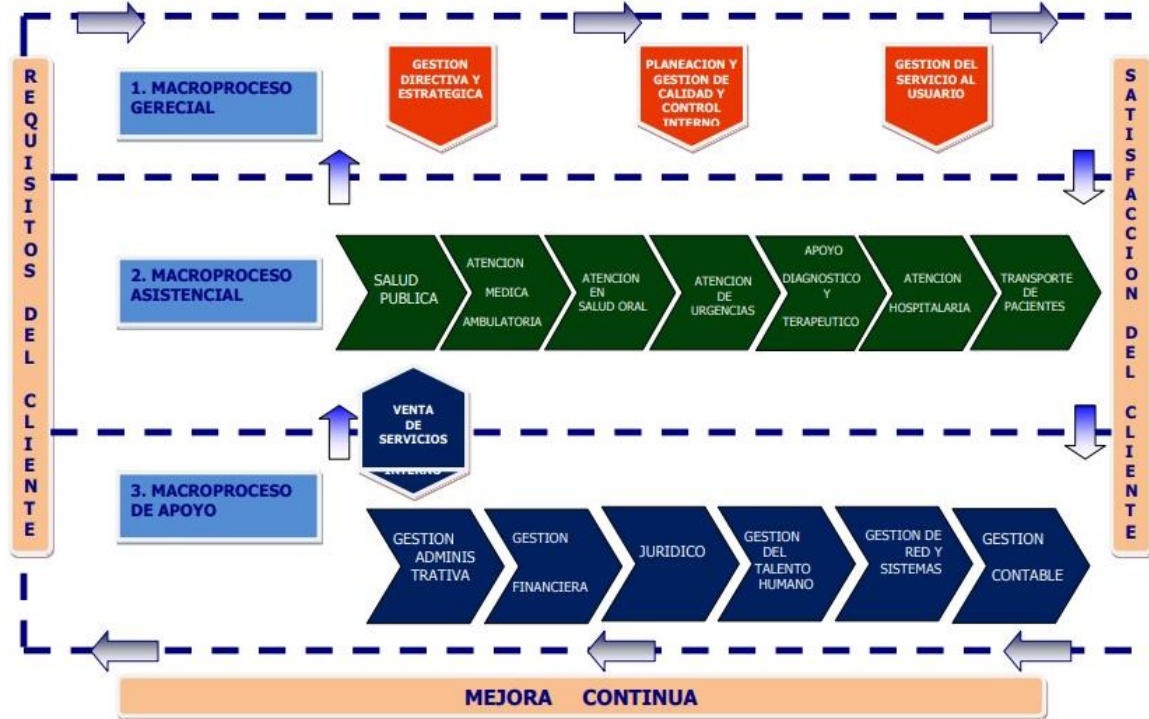 REQUISITOS DEL CLIENTE
1. MACROPROCESO
GERECIAL
GESTION
DIRECTIVA Y
ESTRATEGICA
PLANEACION Y
GESTION DE
CALIDAD Y
CONTROL
INTERNO
GESTION DEL
SERVICIO AL
USUARIO
2. MACROPROCESO
ASISTENCIAL
SALUD
PUBLICA
ATENCION
MEDICA
AMBULATORIA
ATENCION
EN
SALUD ORAL
ATENCION
DE
URGENCIAS
APOYO
DIAGNOSTICO
Y
TERAPEUTICO
ATENCION
HOSPITALARIA
TRANSPORTE
DE
PACIENTES
VENTA
DE
SERVICIOS
INTERNO
3. MACROPROCESO
DE APOYO
GESTION
ADMINIS
TRATIVA
GESTION
FINANCIERA
JURIDICO
GESTION
DEL
TALENTO
HUMANO
GESTION DE
RED Y
SISTEMAS
GESTION
CONTABLE
SATISFACCION DEL CLIENTE
MEJORA CONTINUA